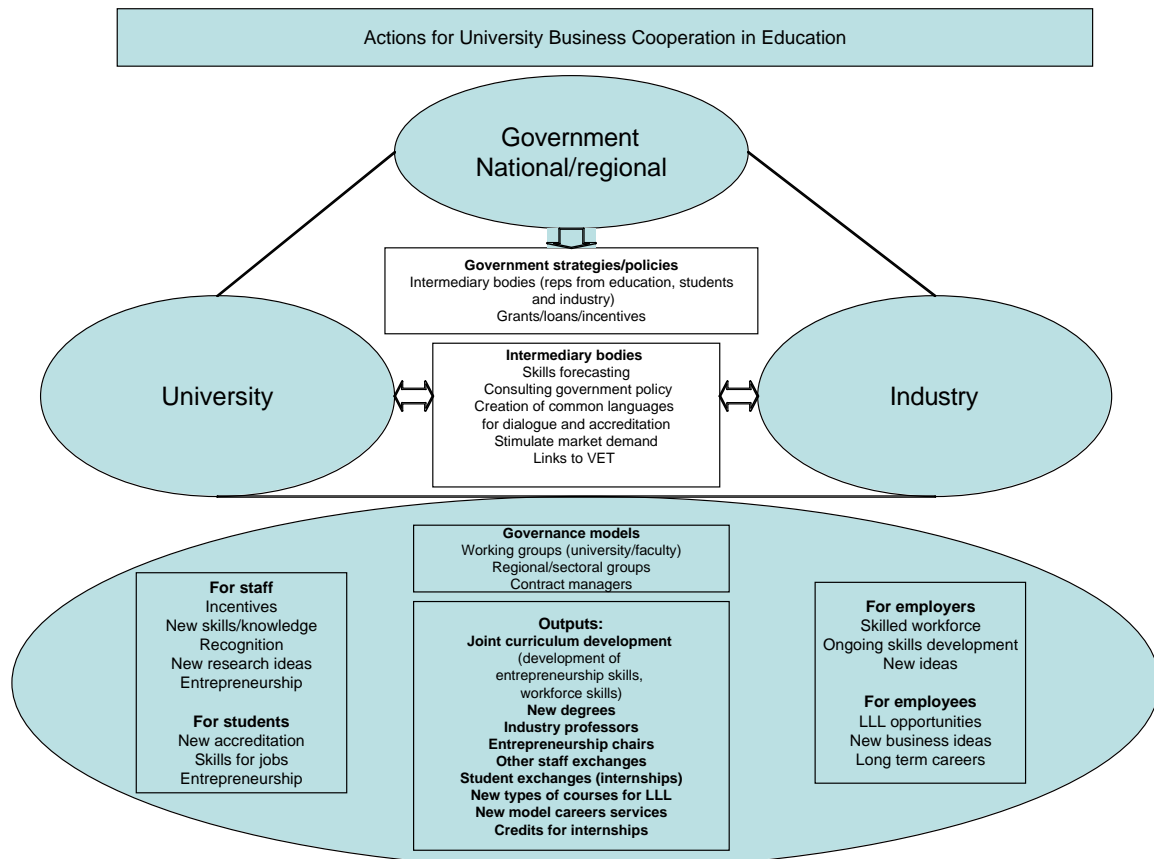 Actions for University Business Cooperation in Education
Government
National/regional
Government strategies/policies
Intermediary bodies (reps from education, students
and industry)
Grants/loans/incentives
University
Intermediary bodies
Skills forecasting
Consulting government policy
Creation of common languages
for dialogue and accreditation
Stimulate market demand
Links to VET
Industry
Governance models
Working groups (university/faculty)
Regional/sectoral groups
Contract managers
For staff
Incentives
New skills/knowledge
Recognition
New research ideas
Entrepreneurship
For students
New accreditation
Skills for jobs
Entrepreneurship
Outputs:
Joint curriculum development
(development of
entrepreneurship skills,
workforce skills)
New degrees
Industry professors
Entrepreneurship chairs
Other staff exchanges
Student exchanges (internships)
New types of courses for LLL
New model careers services
Credits for internships
For employers
Skilled workforce
Ongoing skills development
New ideas
For employees
LLL opportunities
New business ideas
Long term careers